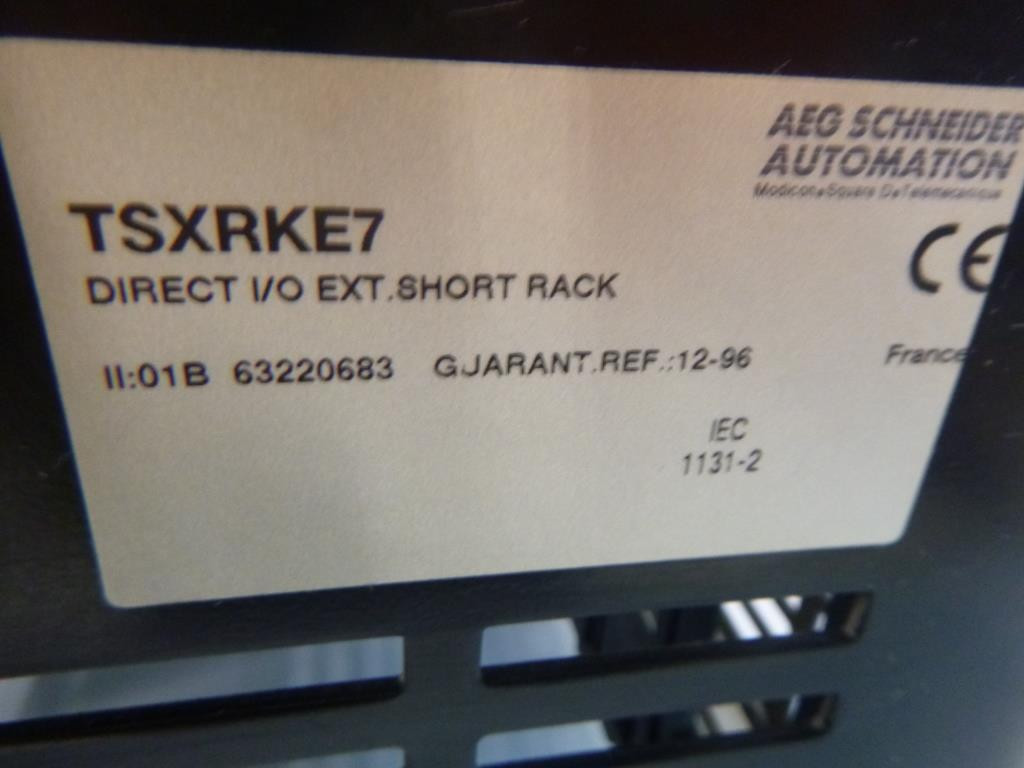 AEG SCHNEIDER
AUTOMATION
Modicon•Square D•Telemecanique
TSXRKE7
CE
DIRECT I/O EXT.SHORT RACK
II:01B 63220683 GJARANT.REF.:12-96 France
IEC
1131-2